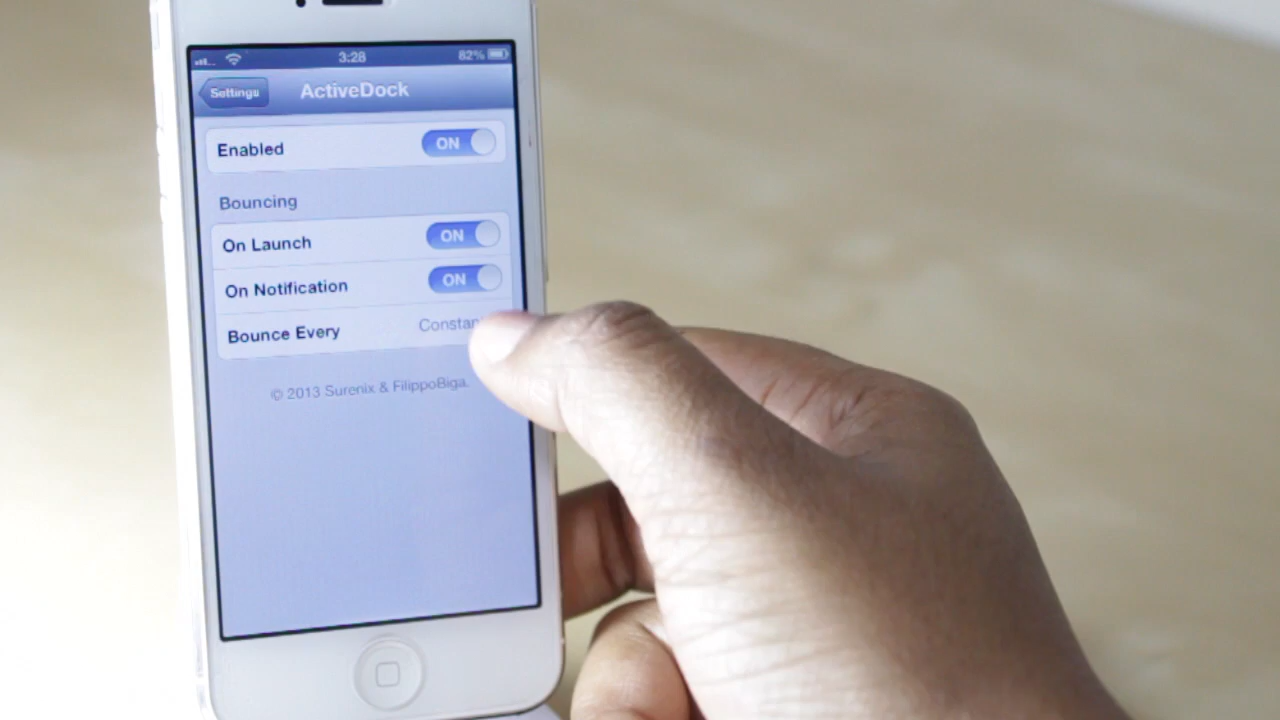 3:28 82%
Settings ActiveDock
Enabled ON
Bouncing
On Launch ON
On Notification ON
Bounce Every
© 2013 Surenix & FilippoBiga.